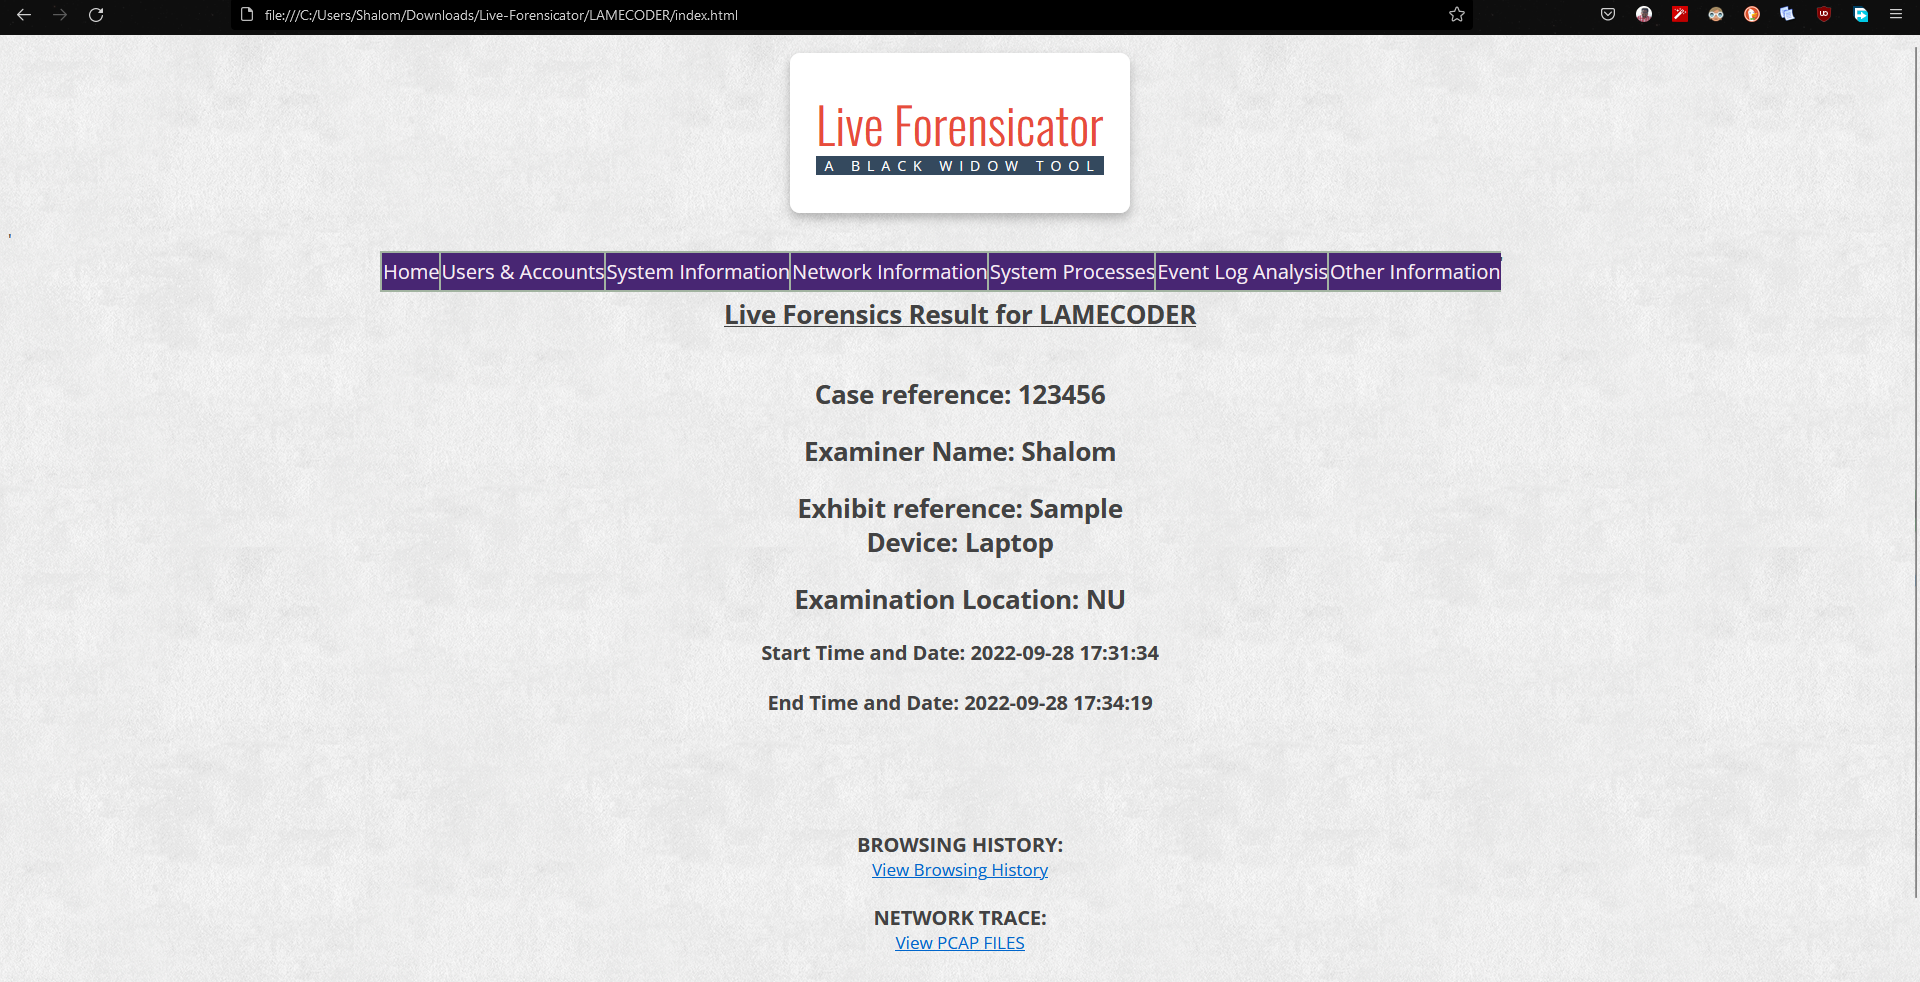 file:///C:/Users/Shalom/Downloads/Live-Forensicator/LAMECODER/index.html
Live Forensicator
A BLACK WIDOW TOOL
'
Home Users & Accounts System Information Network Information System Processes Event Log Analysis Other Information
Live Forensics Result for LAMECODER
Case reference: 123456
Examiner Name: Shalom
Exhibit reference: Sample
Device: Laptop
Examination Location: NU
Start Time and Date: 2022-09-28 17:31:34
End Time and Date: 2022-09-28 17:34:19
BROWSING HISTORY:
View Browsing History
NETWORK TRACE:
View PCAP FILES